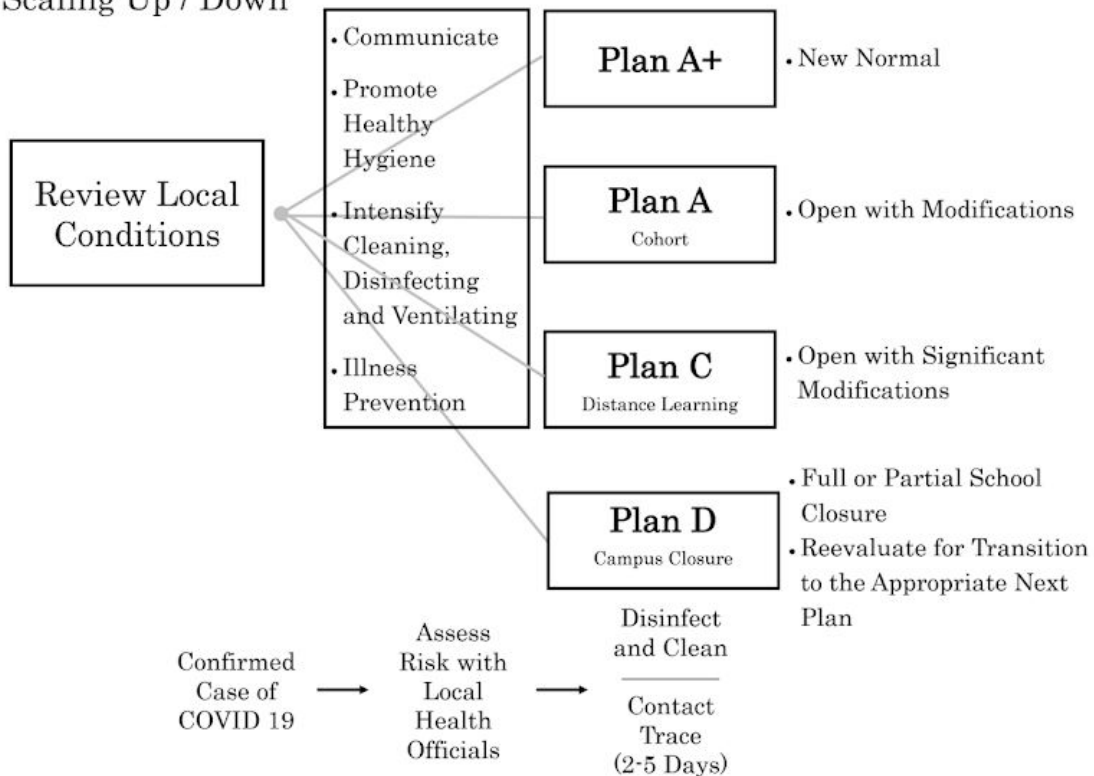 Scaling Up / Down
Review Local
Conditions
• Communicate
• Promote
Healthy
Hygiene
• Intensify
Cleaning,
Disinfecting
and Ventilating
• Illness
Prevention
Plan A+
• New Normal
Plan A
Cohort
• Open with Modifications
Plan C
Distance Learning
• Open with Significant
Modifications
Plan D
Campus Closure
• Full or Partial School
Closure
• Reevaluate for Transition
to the Appropriate Next
Plan
Confirmed
Case of
COVID 19
Assess
Risk with
Local
Health
Officials
Disinfect
and Clean
Contact
Trace
(2-5 Days)